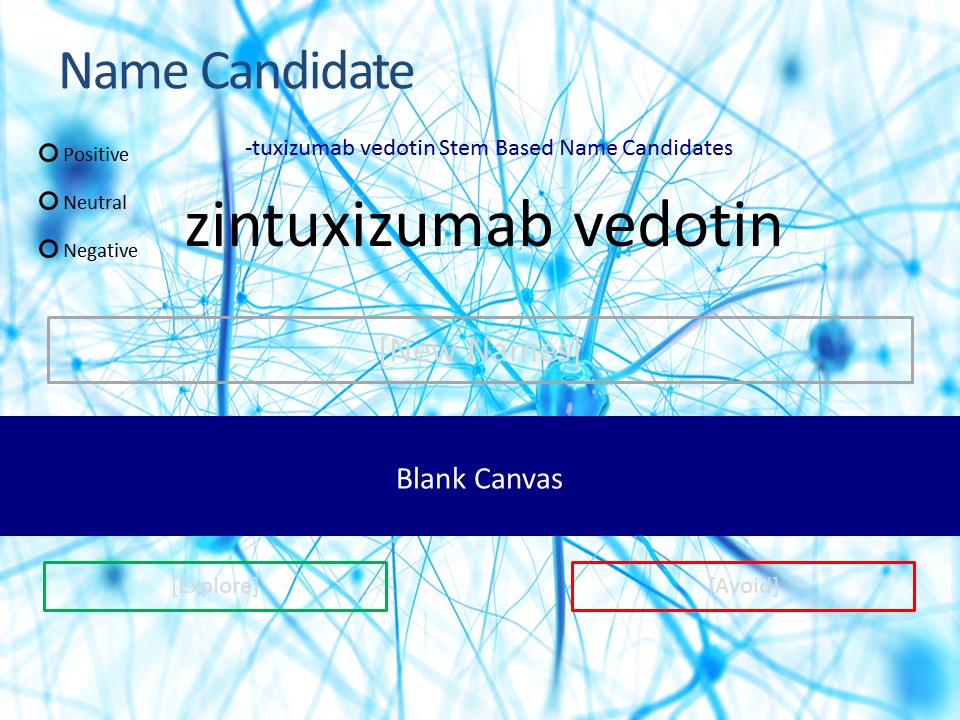 Name Candidate
-tuxizumab vedotin Stem Based Name Candidates
Positive
Neutral
Negative
zintuxizumab vedotin
[New Names]
Blank Canvas
[Explore]
[Avoid]